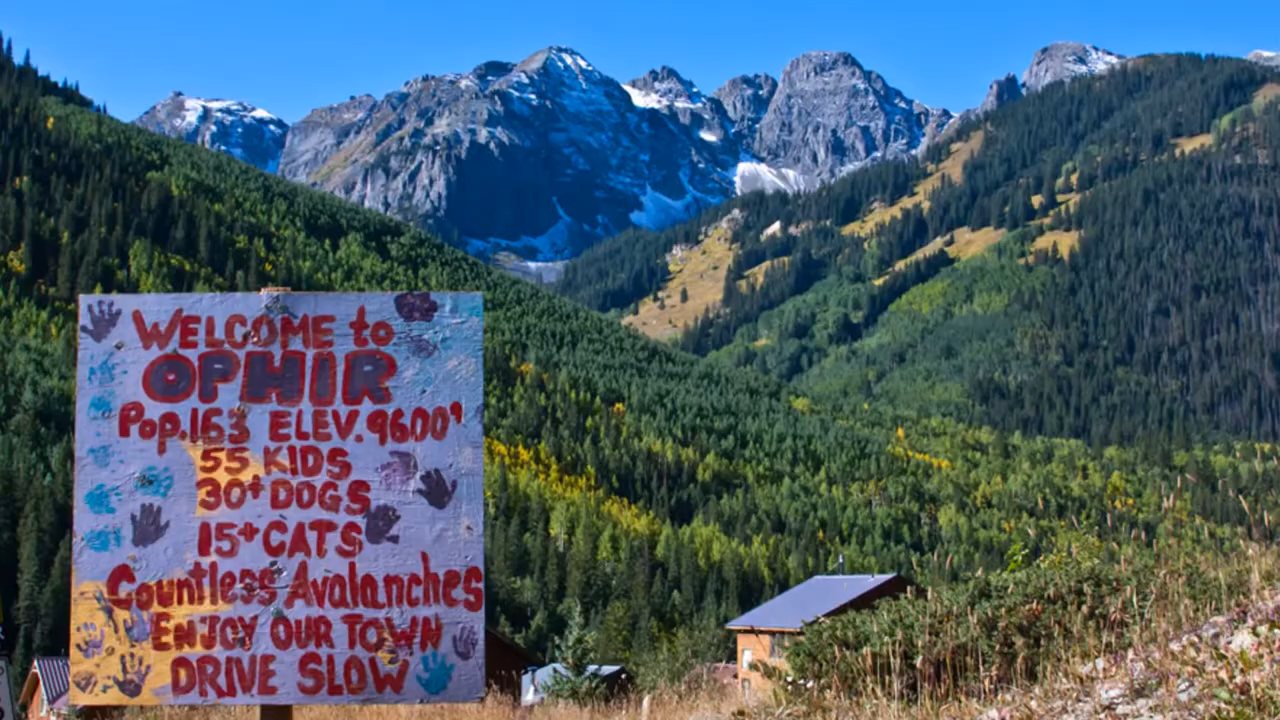 WELCOME to
OPHIR
Pop.163 ELEV.9600'
55 KIDS
30+ DOGS
15+ CATS
Countless Avalanches
ENJOY OUR TOWN
DRIVE SLOW